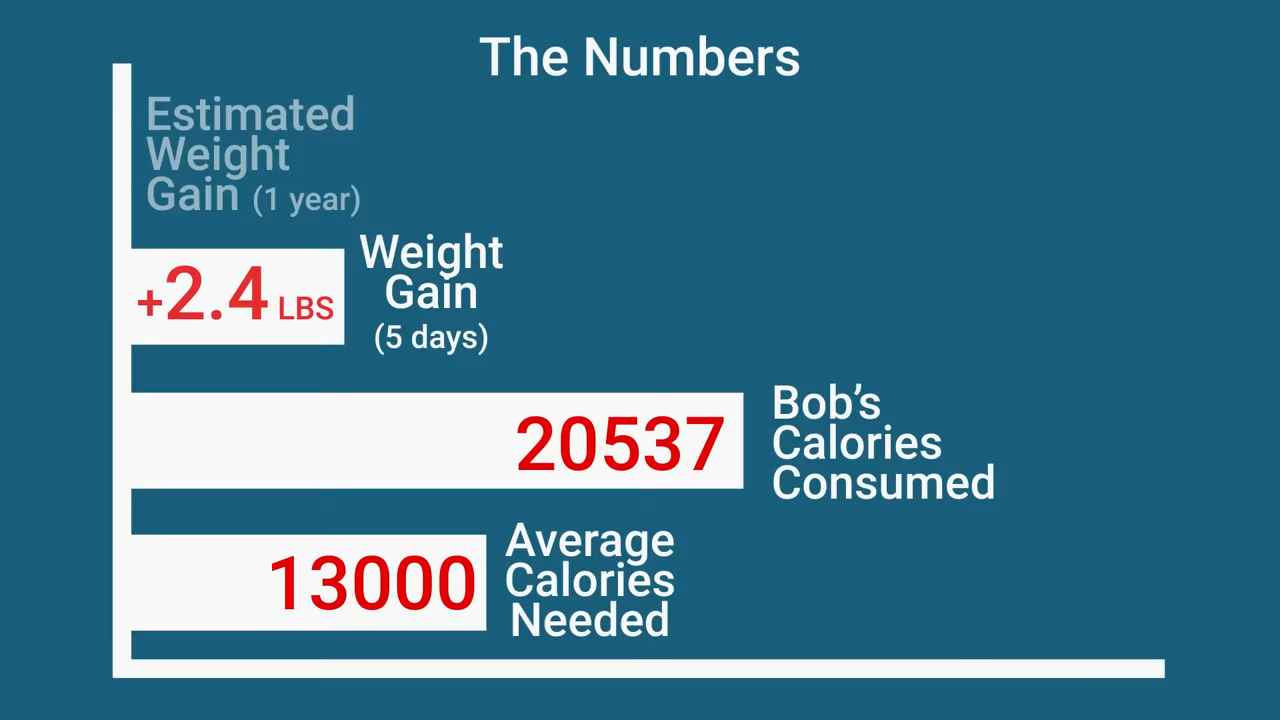 The Numbers
Estimated
Weight
Gain (1 year)
+2.4 LBS
Weight
Gain
(5 days)
20537
Bob’s
Calories
Consumed
13000
Average
Calories
Needed